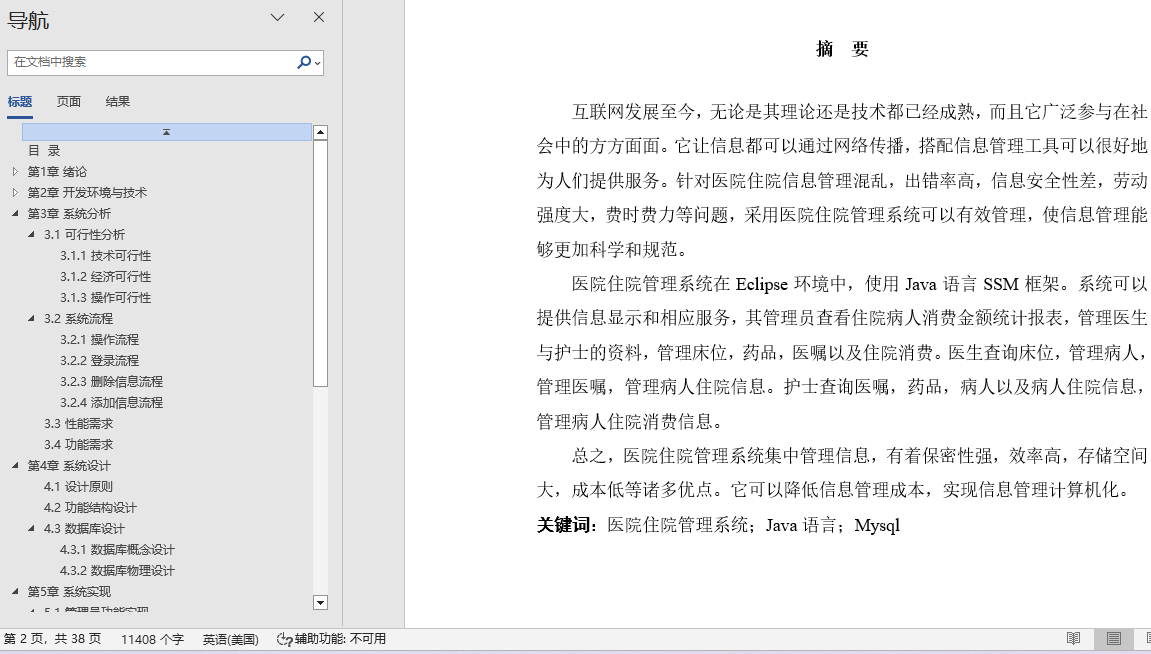 导航
在文档中搜索
标题 页面 结果
目 录
第1章 绪论
第2章 开发环境与技术
第3章 系统分析
3.1 可行性分析
3.1.1 技术可行性
3.1.2 经济可行性
3.1.3 操作可行性
3.2 系统流程
3.2.1 操作流程
3.2.2 登录流程
3.2.3 删除信息流程
3.2.4 添加信息流程
3.3 性能需求
3.4 功能需求
第4章 系统设计
4.1 设计原则
4.2 功能结构设计
4.3 数据库设计
4.3.1 数据库概念设计
4.3.2 数据库物理设计
第5章 系统实现
5.1 管理员功能实现
摘 要
互联网发展至今，无论是其理论还是技术都已经成熟，而且它广泛参与在社
会中的方方面面。它让信息都可以通过网络传播，搭配信息管理工具可以很好地
为人们提供服务。针对医院住院信息管理混乱，出错率高，信息安全性差，劳动
强度大，费时费力等问题，采用医院住院管理系统可以有效管理，使信息管理能
够更加科学和规范。
医院住院管理系统在 Eclipse 环境中，使用 Java 语言 SSM 框架。系统可以
提供信息显示和相应服务，其管理员查看住院病人消费金额统计报表，管理医生
与护士的资料，管理床位，药品，医嘱以及住院消费。医生查询床位，管理病人，
管理医嘱，管理病人住院信息。护士查询医嘱，药品，病人以及病人住院信息，
管理病人住院消费信息。
总之，医院住院管理系统集中管理信息，有着保密性强，效率高，存储空间
大，成本低等诸多优点。它可以降低信息管理成本，实现信息管理计算机化。
关键词：医院住院管理系统；Java 语言；Mysql
第 2 页，共 38 页 11408 个字 英语(美国) 辅助功能: 不可用